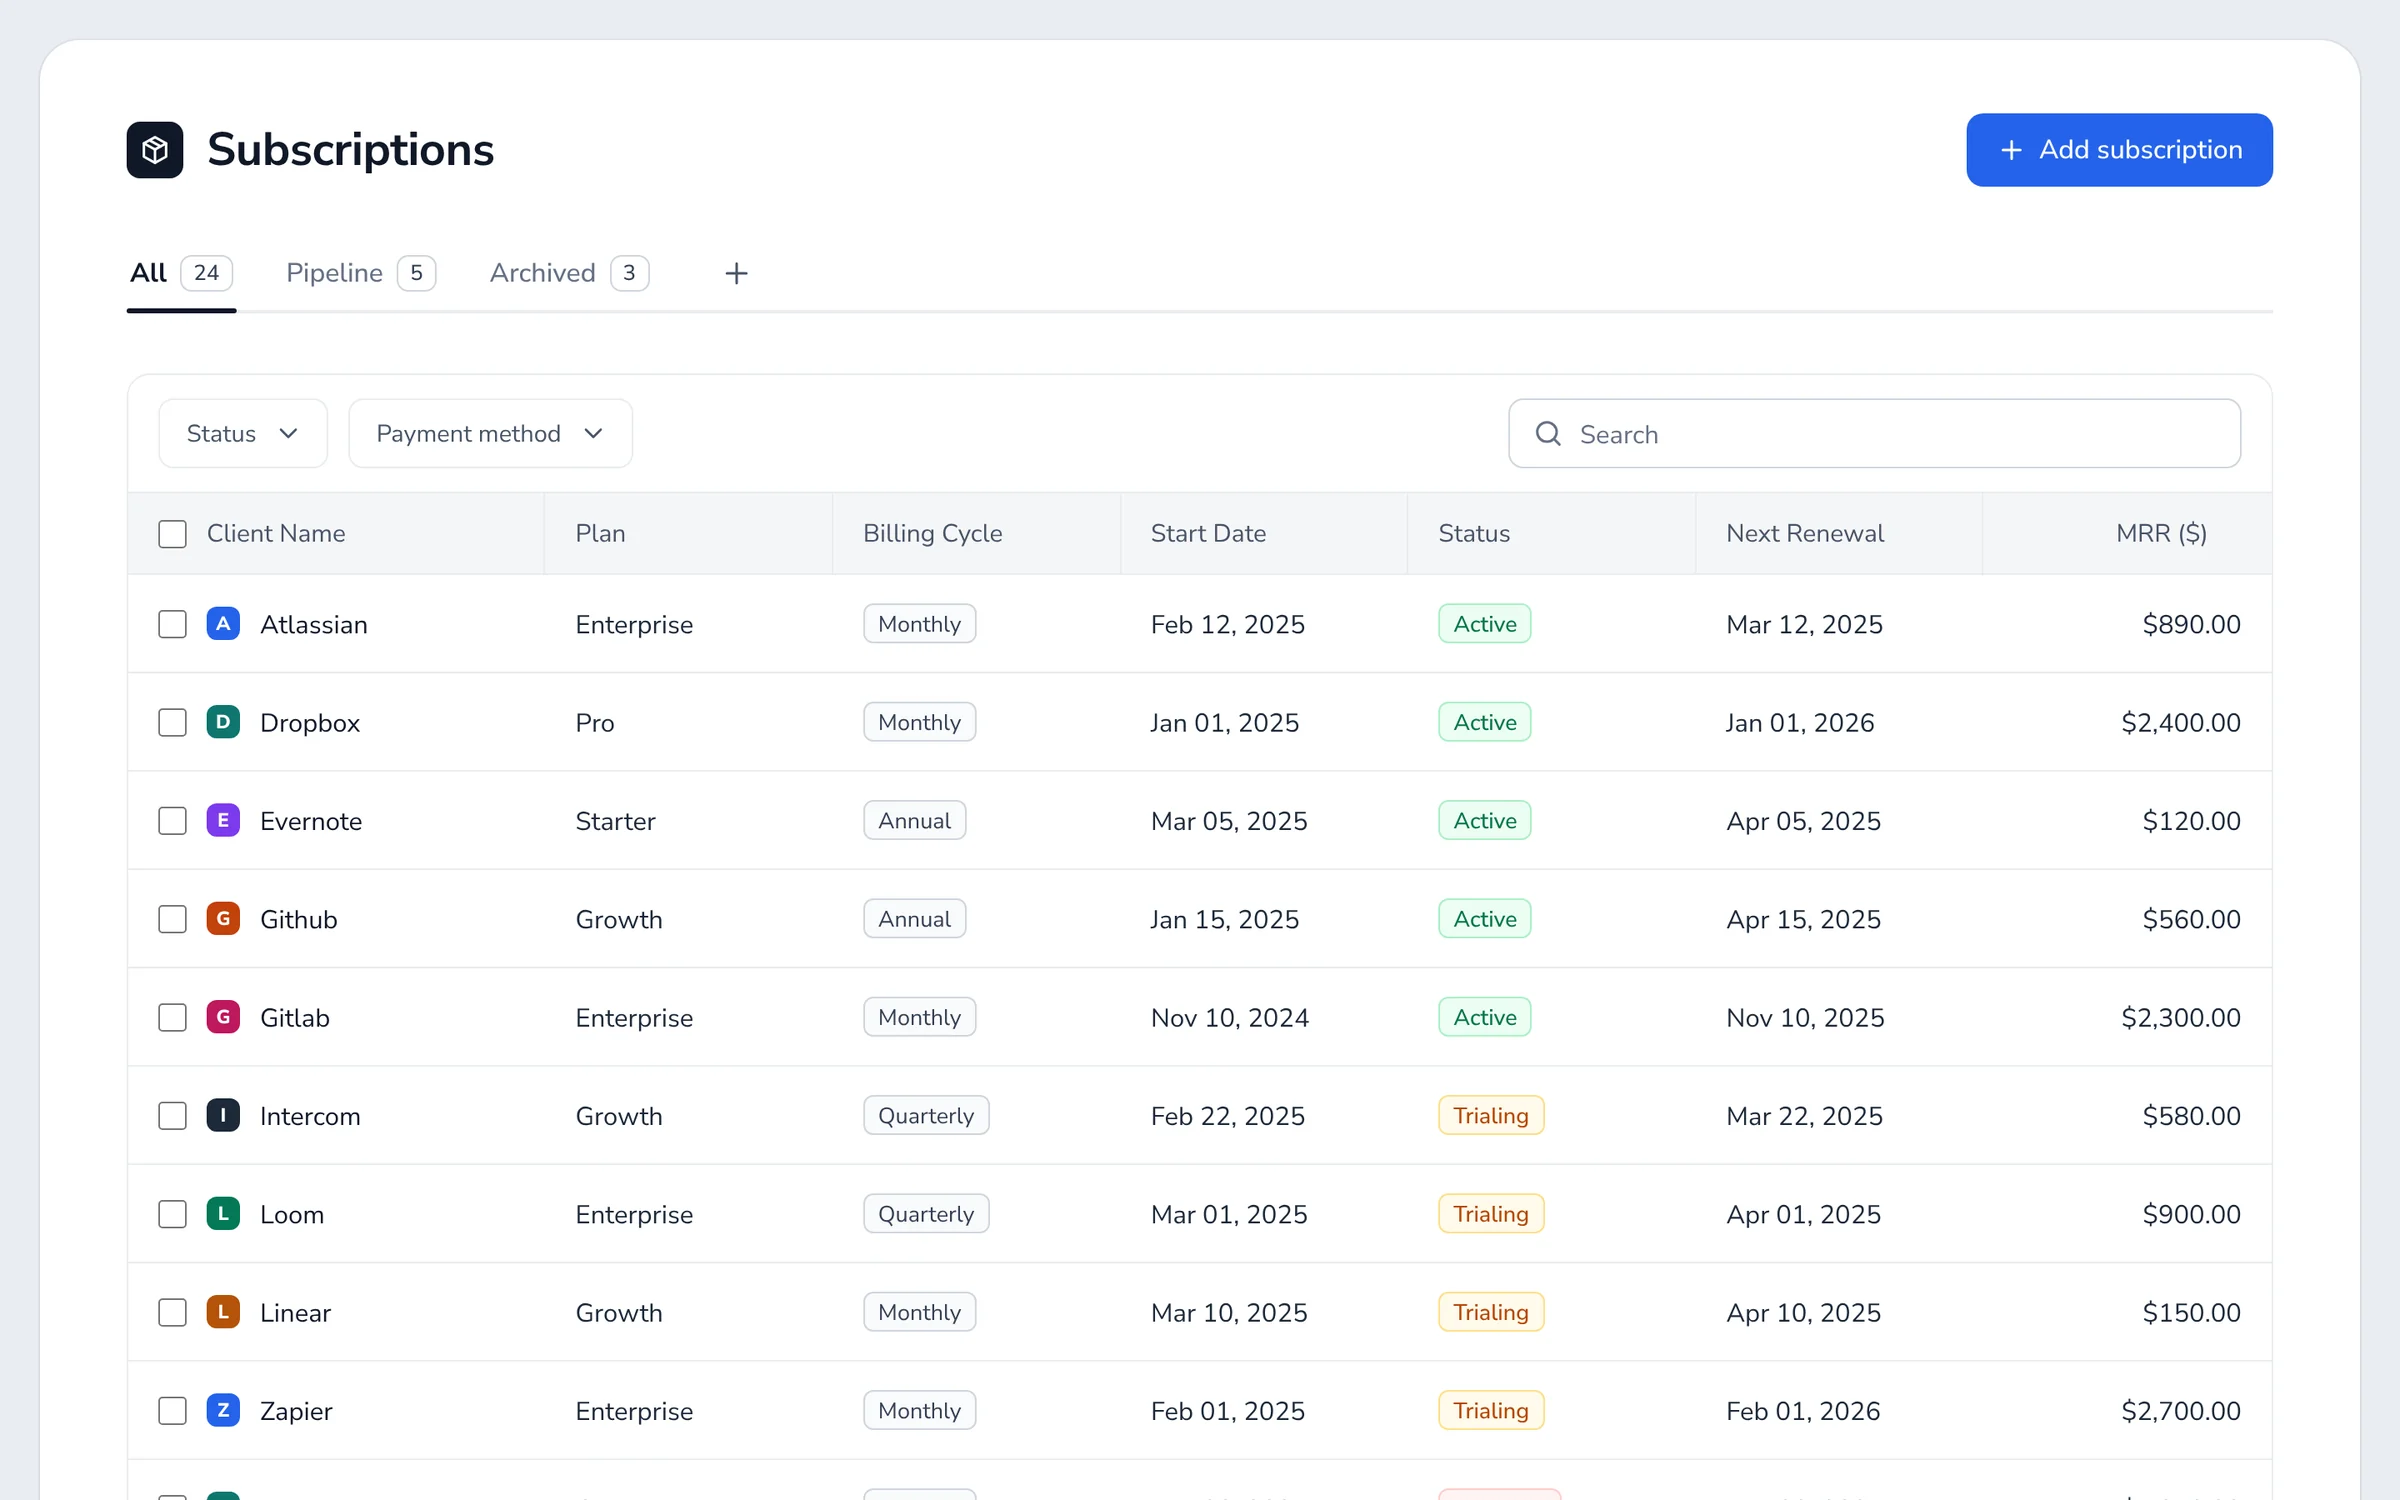 Subscriptions
+ Add subscription
All 24 Pipeline 5 Archived 3 +
Status Payment method Search
Client Name Plan Billing Cycle Start Date Status Next Renewal MRR ($)
A Atlassian Enterprise Monthly Feb 12, 2025 Active Mar 12, 2025 $890.00
D Dropbox Pro Monthly Jan 01, 2025 Active Jan 01, 2026 $2,400.00
E Evernote Starter Annual Mar 05, 2025 Active Apr 05, 2025 $120.00
G Github Growth Annual Jan 15, 2025 Active Apr 15, 2025 $560.00
G Gitlab Enterprise Monthly Nov 10, 2024 Active Nov 10, 2025 $2,300.00
I Intercom Growth Quarterly Feb 22, 2025 Trialing Mar 22, 2025 $580.00
L Loom Enterprise Quarterly Mar 01, 2025 Trialing Apr 01, 2025 $900.00
L Linear Growth Monthly Mar 10, 2025 Trialing Apr 10, 2025 $150.00
Z Zapier Enterprise Monthly Feb 01, 2025 Trialing Feb 01, 2026 $2,700.00